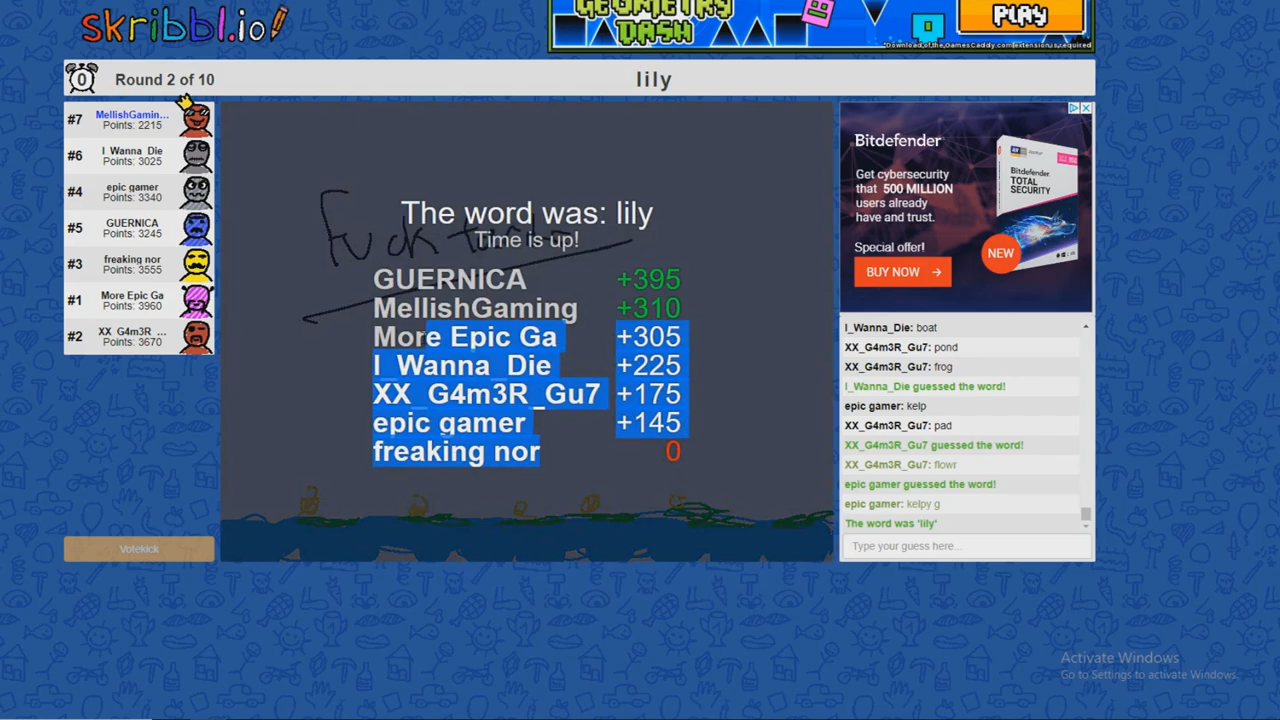 skribbl.io
GEOMETRY
DASH
PLAY
*Download of the GamesCaddy.com extension is required
0
Round 2 of 10
lily
#7
MellishGamin...
Points: 2215
#6
I_Wanna_Die
Points: 3025
#4
epic gamer
Points: 3340
#5
GUERNICA
Points: 3245
#3
freaking nor
Points: 3555
#1
More Epic Ga
Points: 3960
#2
XX_G4m3R_...
Points: 3670
Votekick
Fuck
The word was: lily
Time is up!
GUERNICA +395
MellishGaming +310
More Epic Ga +305
I_Wanna_Die +225
XX_G4m3R_Gu7 +175
epic gamer +145
freaking nor 0
Bitdefender
Get cybersecurity
that 500 MILLION
users already
have and trust.
Special offer!
BUY NOW →
NEW
Bitdefender
TOTAL
SECURITY
I_Wanna_Die: boat
XX_G4m3R_Gu7: pond
XX_G4m3R_Gu7: frog
I_Wanna_Die guessed the word!
epic gamer: kelp
XX_G4m3R_Gu7: pad
XX_G4m3R_Gu7 guessed the word!
XX_G4m3R_Gu7: flowr
epic gamer guessed the word!
epic gamer: kelpy g
The word was 'lily'
Type your guess here...
Activate Windows
Go to Settings to activate Windows.